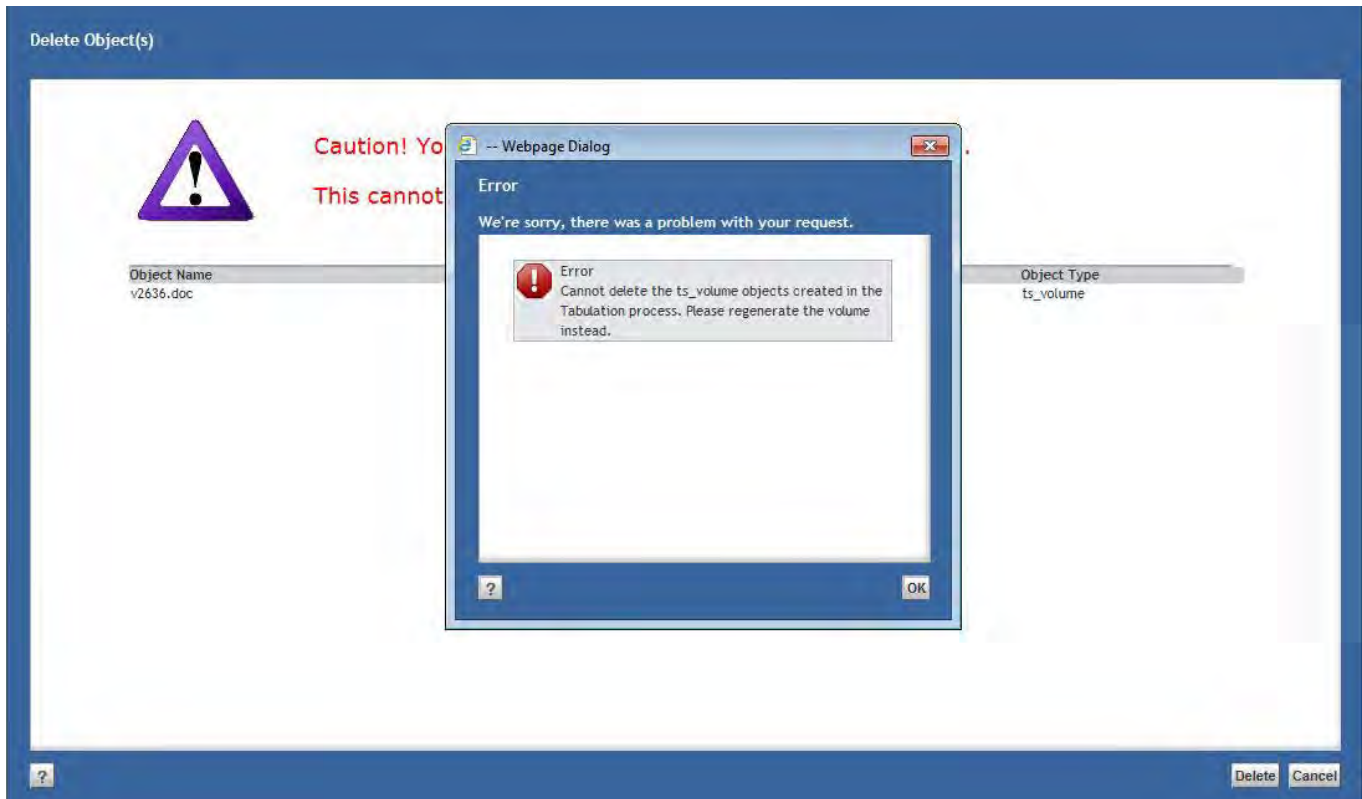 Delete Object(s)
Caution! Yo
.
This cannot
Object Name
Object Type
v2636.doc
ts_volume
-- Webpage Dialog
Error
We're sorry, there was a problem with your request.
Error
Cannot delete the ts_volume objects created in the
Tabulation process. Please regenerate the volume
instead.
?
OK
?
Delete
Cancel